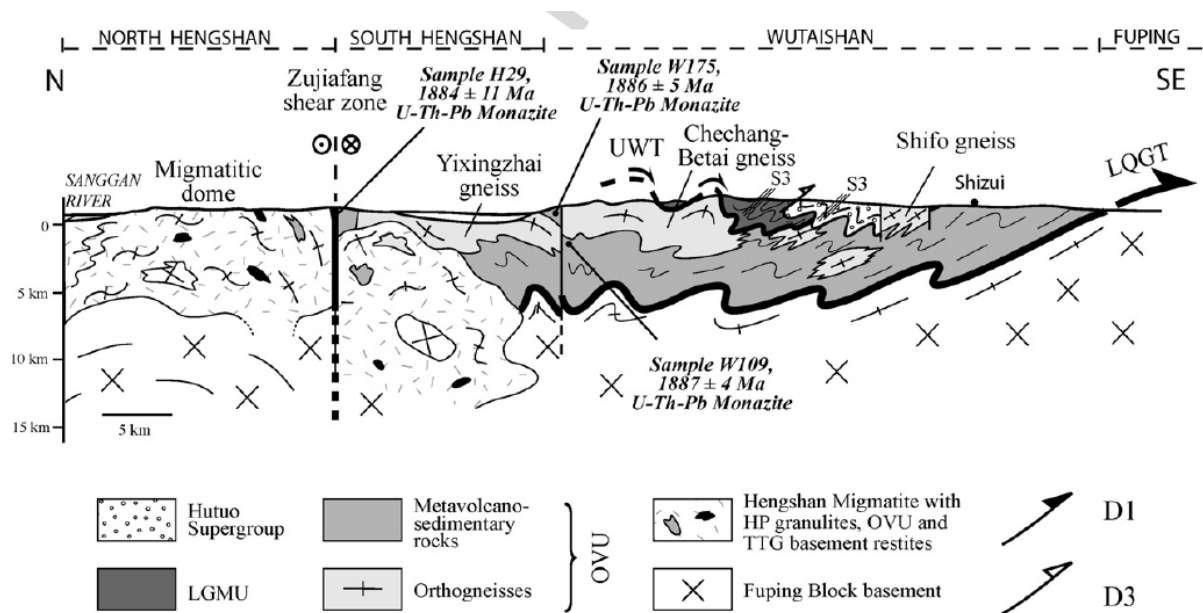 NORTH HENGSHAN
SOUTH HENGSHAN
WUTAISHAN
FUPING
N
SE
Zujiafang
shear zone
Sample H29,
1884 ± 11 Ma
U-Th-Pb Monazite
Sample W175,
1886 ± 5 Ma
U-Th-Pb Monazite
SANGGAN
RIVER
Migmatitic
dome
Yixingzhai
gneiss
UWT
Chechang-
Betai gneiss
S3
S3
Shifo gneiss
Shizui
LQGT
0
5 km
10 km
15 km
5 km
Sample W109,
1887 ± 4 Ma
U-Th-Pb Monazite
Hutuo
Supergroup
LGMU
Metavolcano-
sedimentary
rocks
Orthogneisses
OVU
Hengshan Migmatite with
HP granulites, OVU and
TTG basement restites
Fuping Block basement
D1
D3